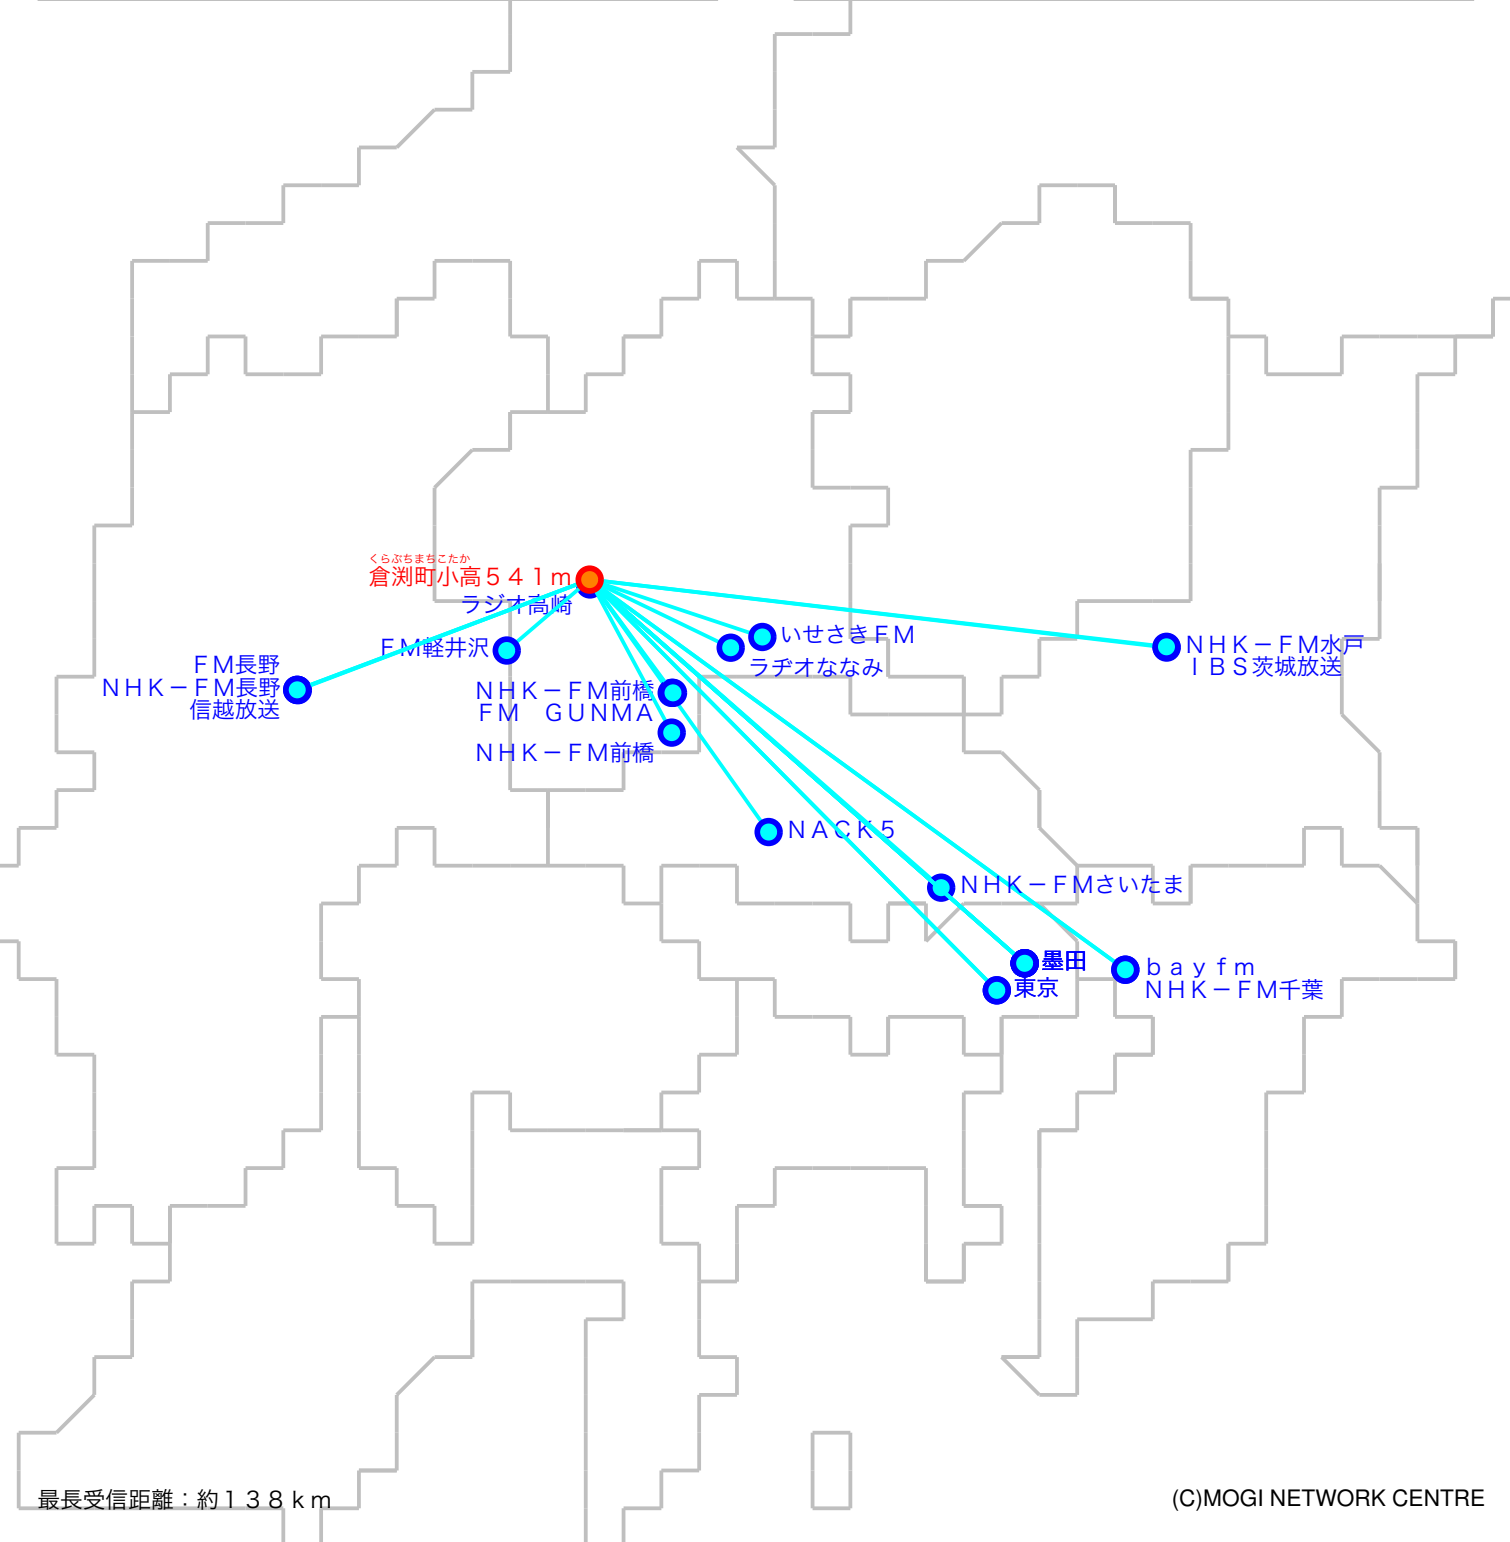 くらぶちまちこたか
倉渕町小高５４１ｍ
ラジオ高崎
ＦＭ軽井沢
ＦＭ長野
ＮＨＫ－ＦＭ長野
信越放送
いせさきＦＭ
ラヂオななみ
ＮＨＫ－ＦＭ水戸
ＩＢＳ茨城放送
ＮＨＫ－ＦＭ前橋
ＦＭ　ＧＵＮＭＡ
ＮＨＫ－ＦＭ前橋
ＮＡＣＫ５
ＮＨＫ－ＦＭさいたま
墨田
東京
ｂａｙｆｍ
ＮＨＫ－ＦＭ千葉
最長受信距離：約１３８ｋｍ
(C)MOGI NETWORK CENTRE